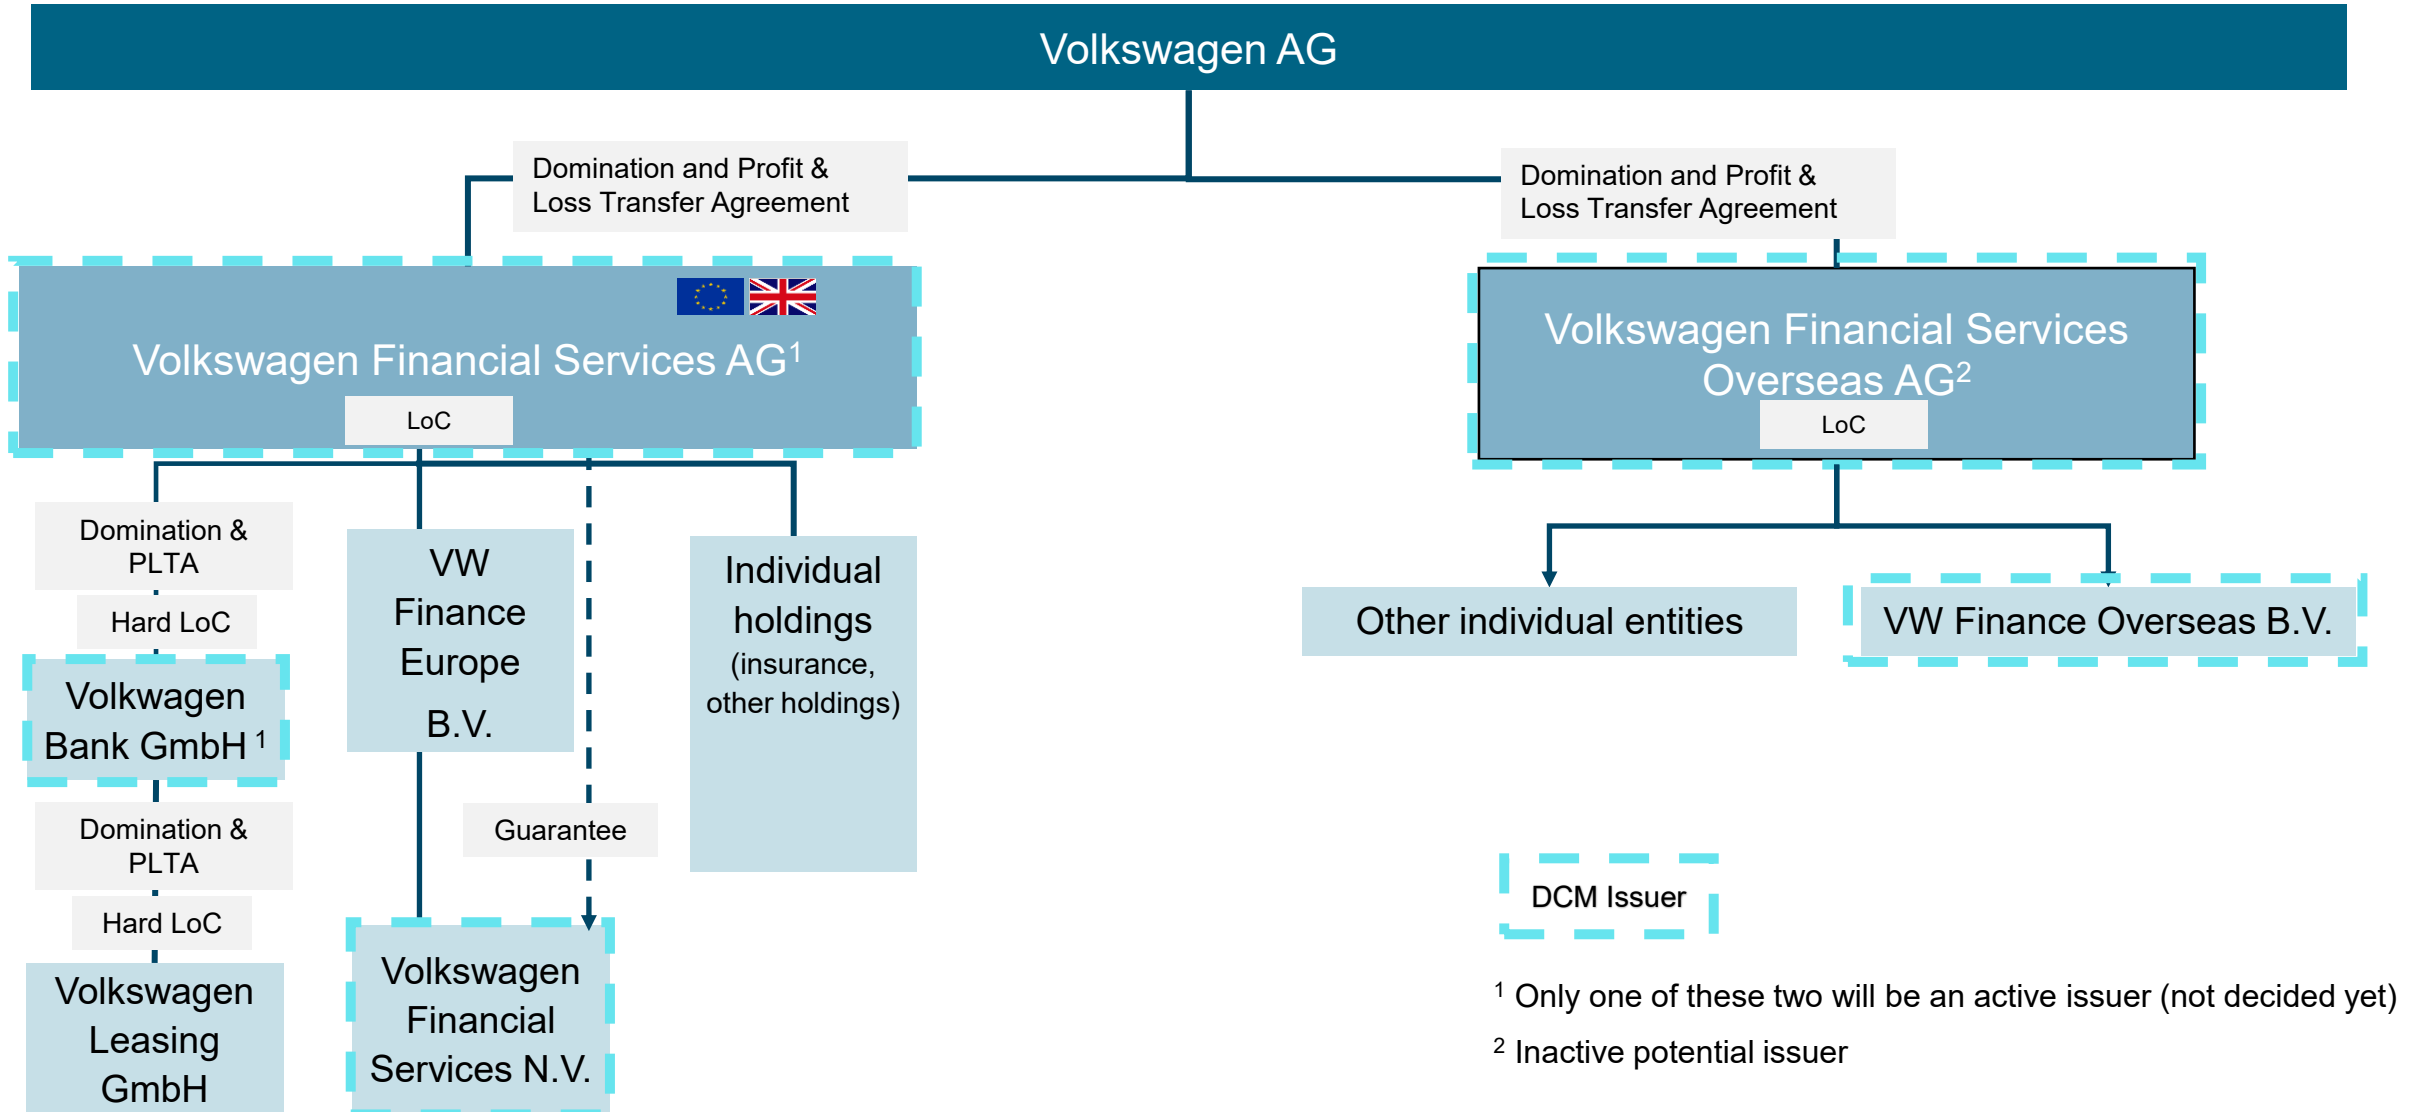 Volkswagen AG
Domination and Profit &
Loss Transfer Agreement
Domination and Profit &
Loss Transfer Agreement
Volkswagen Financial Services AG¹
LoC
Volkswagen Financial Services
Overseas AG²
LoC
Domination &
PLTA
Hard LoC
Volkwagen
Bank GmbH ¹
Domination &
PLTA
Hard LoC
Volkswagen
Leasing
GmbH
VW
Finance
Europe
B.V.
Guarantee
Volkswagen
Financial
Services N.V.
Individual
holdings
(insurance,
other holdings)
Other individual entities
VW Finance Overseas B.V.
DCM Issuer
¹ Only one of these two will be an active issuer (not decided yet)
² Inactive potential issuer